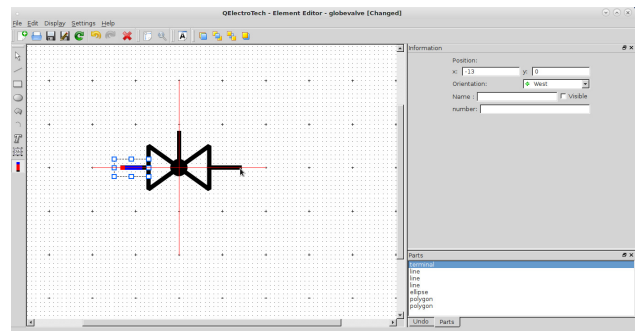 QElectroTech - Element Editor - globevalve [Changed]
File Edit Display Settings Help
Information
Position:
x: -13 y: 0
Orientation: West
Name : Visible
number:
Parts
terminal
line
line
line
ellipse
polygon
polygon
Undo Parts